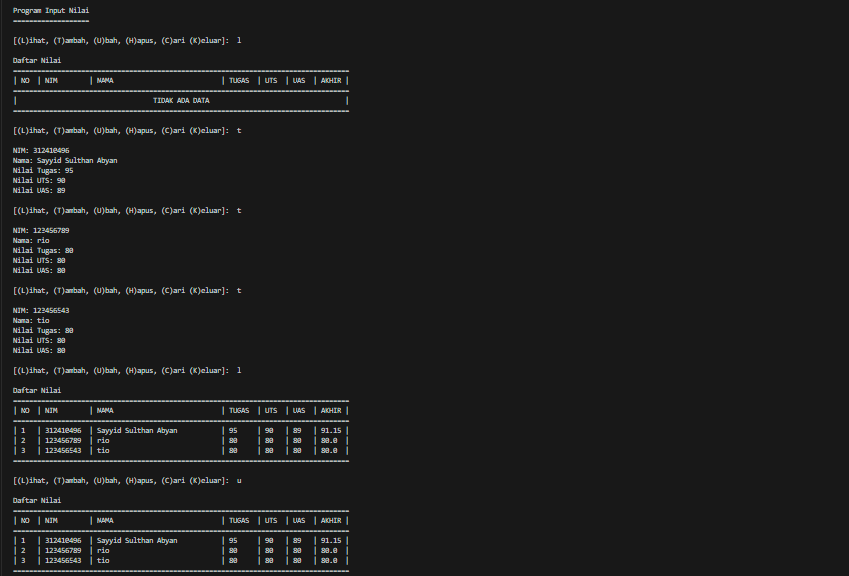 Program Input Nilai
===================
[(L)ihat, (T)ambah, (U)bah, (H)apus, (C)ari (K)eluar]:  l
Daftar Nilai
====================================================================================
| NO  | NIM       | NAMA                           | TUGAS  | UTS  | UAS  | AKHIR |
====================================================================================
|                                  TIDAK ADA DATA                                  |
====================================================================================
[(L)ihat, (T)ambah, (U)bah, (H)apus, (C)ari (K)eluar]:  t
NIM: 312410496
Nama: Sayyid Sulthan Abyan
Nilai Tugas: 95
Nilai UTS: 90
Nilai UAS: 89
[(L)ihat, (T)ambah, (U)bah, (H)apus, (C)ari (K)eluar]:  t
NIM: 123456789
Nama: rio
Nilai Tugas: 80
Nilai UTS: 80
Nilai UAS: 80
[(L)ihat, (T)ambah, (U)bah, (H)apus, (C)ari (K)eluar]:  t
NIM: 123456543
Nama: tio
Nilai Tugas: 80
Nilai UTS: 80
Nilai UAS: 80
[(L)ihat, (T)ambah, (U)bah, (H)apus, (C)ari (K)eluar]:  l
Daftar Nilai
====================================================================================
| NO  | NIM       | NAMA                           | TUGAS  | UTS  | UAS  | AKHIR |
====================================================================================
| 1   | 312410496 | Sayyid Sulthan Abyan           | 95     | 90   | 89   | 91.15 |
| 2   | 123456789 | rio                            | 80     | 80   | 80   | 80.0  |
| 3   | 123456543 | tio                            | 80     | 80   | 80   | 80.0  |
====================================================================================
[(L)ihat, (T)ambah, (U)bah, (H)apus, (C)ari (K)eluar]:  u
Daftar Nilai
====================================================================================
| NO  | NIM       | NAMA                           | TUGAS  | UTS  | UAS  | AKHIR |
====================================================================================
| 1   | 312410496 | Sayyid Sulthan Abyan           | 95     | 90   | 89   | 91.15 |
| 2   | 123456789 | rio                            | 80     | 80   | 80   | 80.0  |
| 3   | 123456543 | tio                            | 80     | 80   | 80   | 80.0  |
====================================================================================